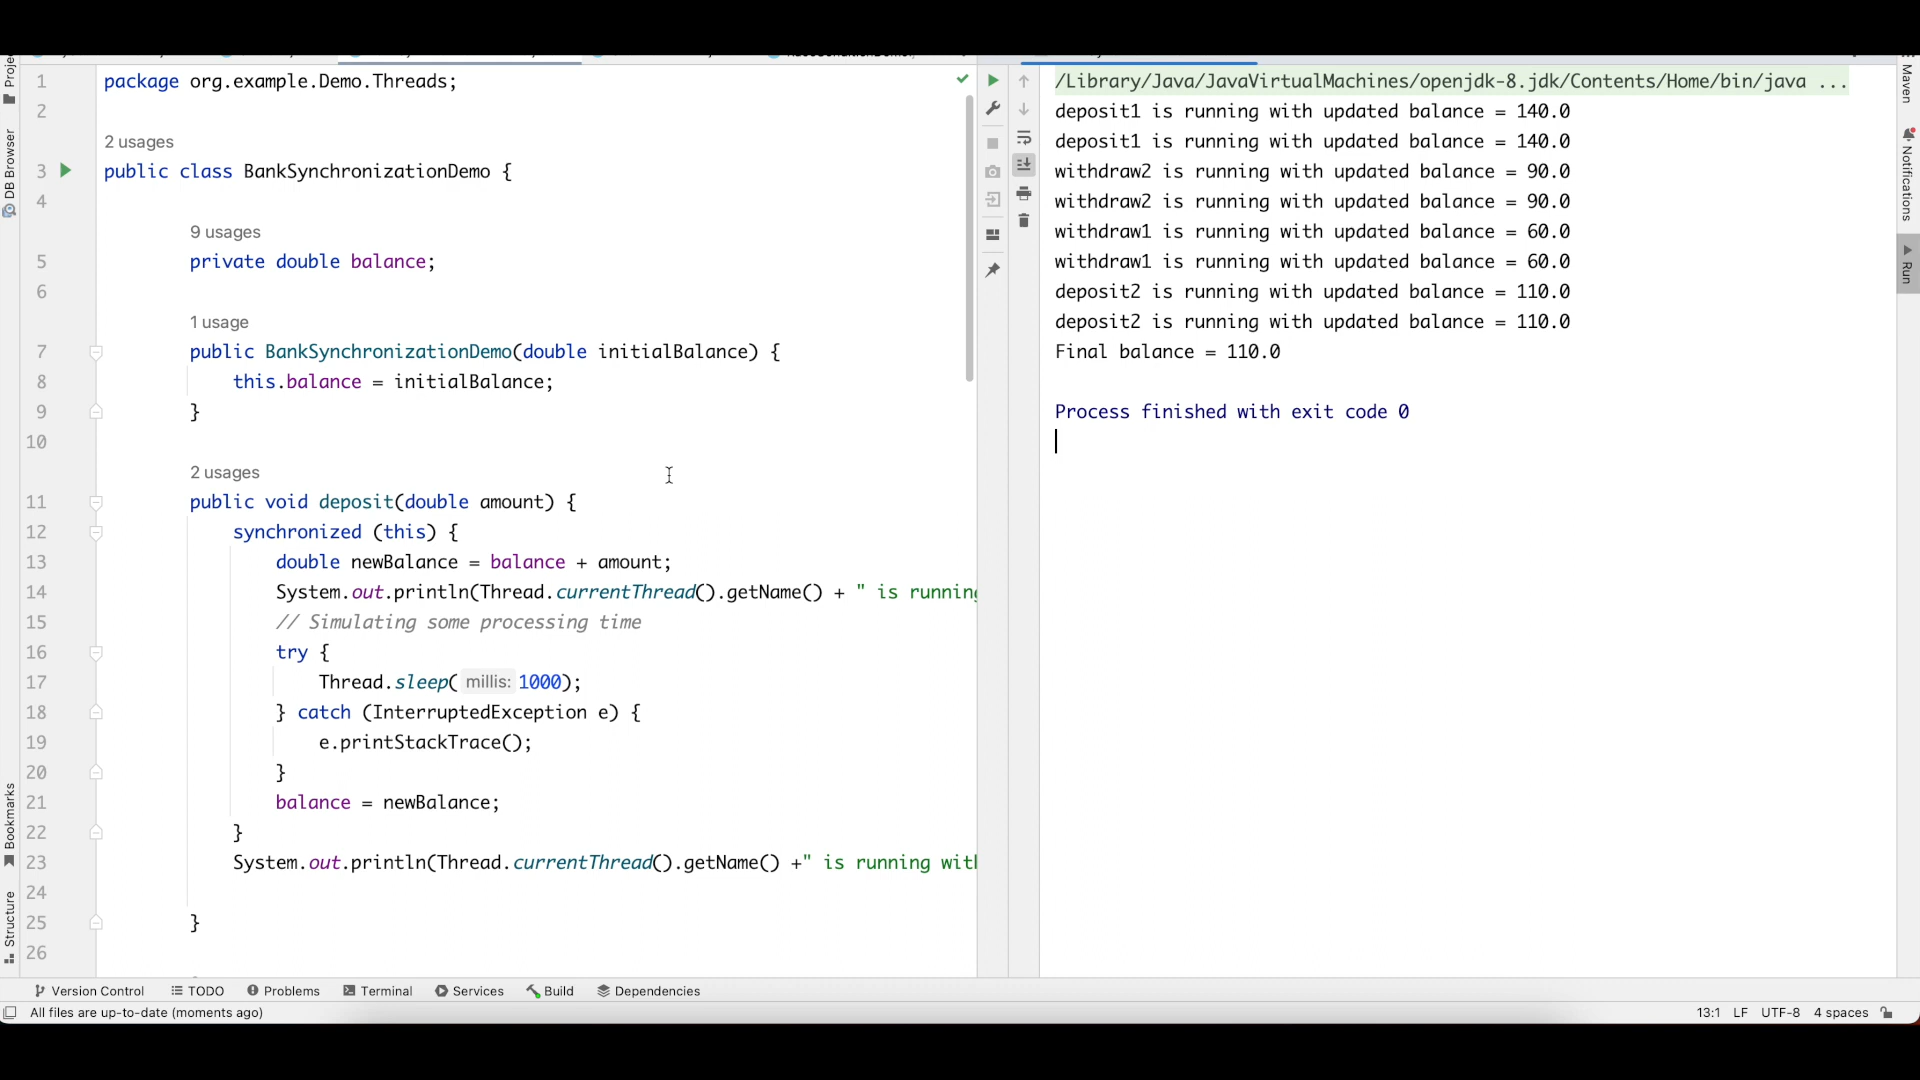 package org.example.Demo.Threads;
2 usages
public class BankSynchronizationDemo {
9 usages
private double balance;
1 usage
public BankSynchronizationDemo(double initialBalance) {
this.balance = initialBalance;
}
2 usages
public void deposit(double amount) {
synchronized (this) {
double newBalance = balance + amount;
System.out.println(Thread.currentThread().getName() + " is running
// Simulating some processing time
try {
Thread.sleep( millis: 1000);
} catch (InterruptedException e) {
e.printStackTrace();
}
balance = newBalance;
}
System.out.println(Thread.currentThread().getName() +" is running with
}
1
2
3
4
5
6
7
8
9
10
11
12
13
14
15
16
17
18
19
20
21
22
23
24
25
26
/Library/Java/JavaVirtualMachines/openjdk-8.jdk/Contents/Home/bin/java ...
deposit1 is running with updated balance = 140.0
deposit1 is running with updated balance = 140.0
withdraw2 is running with updated balance = 90.0
withdraw2 is running with updated balance = 90.0
withdraw1 is running with updated balance = 60.0
withdraw1 is running with updated balance = 60.0
deposit2 is running with updated balance = 110.0
deposit2 is running with updated balance = 110.0
Final balance = 110.0
Process finished with exit code 0
DB Browser
Bookmarks
Structure
Maven
Notifications
Run
Version Control
TODO
Problems
Terminal
Services
Build
Dependencies
All files are up-to-date (moments ago)
13:1 LF UTF-8 4 spaces